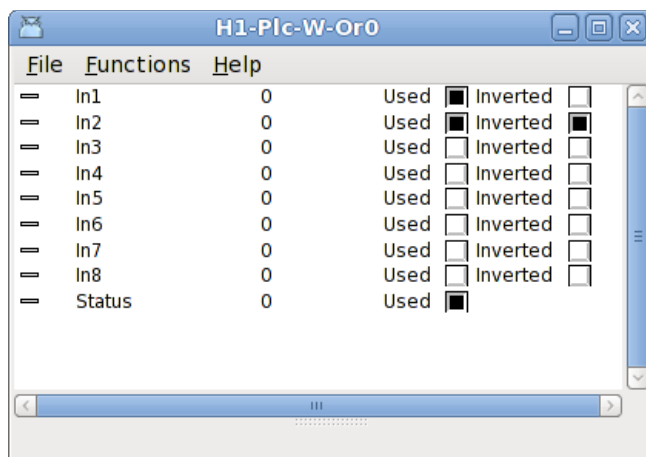 H1-Plc-W-Or0
File Functions Help
In1 0 Used Inverted
In2 0 Used Inverted
In3 0 Used Inverted
In4 0 Used Inverted
In5 0 Used Inverted
In6 0 Used Inverted
In7 0 Used Inverted
In8 0 Used Inverted
Status 0 Used